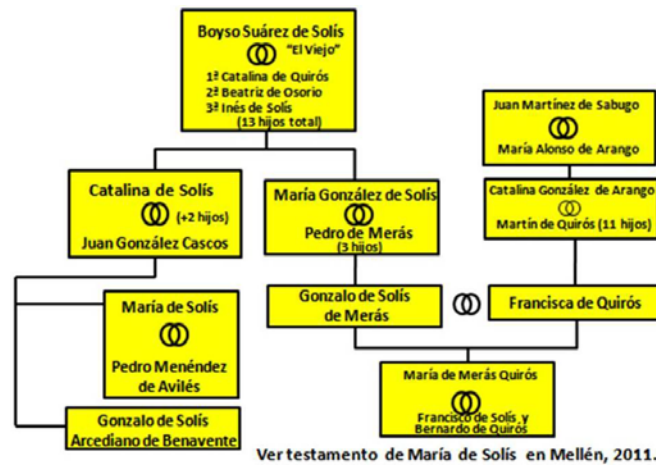 Boyso Suárez de Solís
"El Viejo"
1ª Catalina de Quirós
2ª Beatriz de Osorio
3ª Inés de Solís
(13 hijos total)
Juan Martínez de Sabugo
María Alonso de Arango
Catalina de Solís
(+2 hijos)
Juan González Cascos
María González de Solís
Pedro de Merás
(3 hijos)
Catalina González de Arango
Martín de Quirós (11 hijos)
María de Solís
Pedro Menéndez
de Avilés
Gonzalo de Solís
de Merás
Francisca de Quirós
Gonzalo de Solís
Arcediano de Benavente
María de Merás Quirós
Francisco de Solís y
Bernardo de Quirós
Ver testamento de María de Solís en Mellén, 2011.